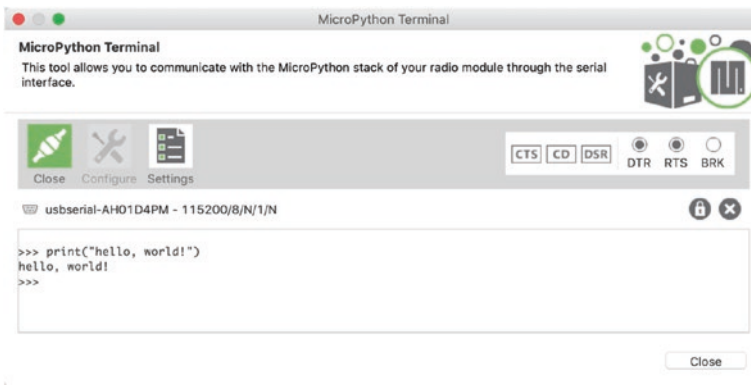 MicroPython Terminal
MicroPython Terminal
This tool allows you to communicate with the MicroPython stack of your radio module through the serial
interface.
Close Configure Settings
CTS CD DSR DTR RTS BRK
usbserial-AH01D4PM - 115200/8/N/1/N
>>> print("hello, world!")
hello, world!
>>>
Close